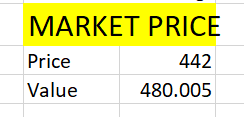 MARKET PRICE
Price 442
Value 480.005